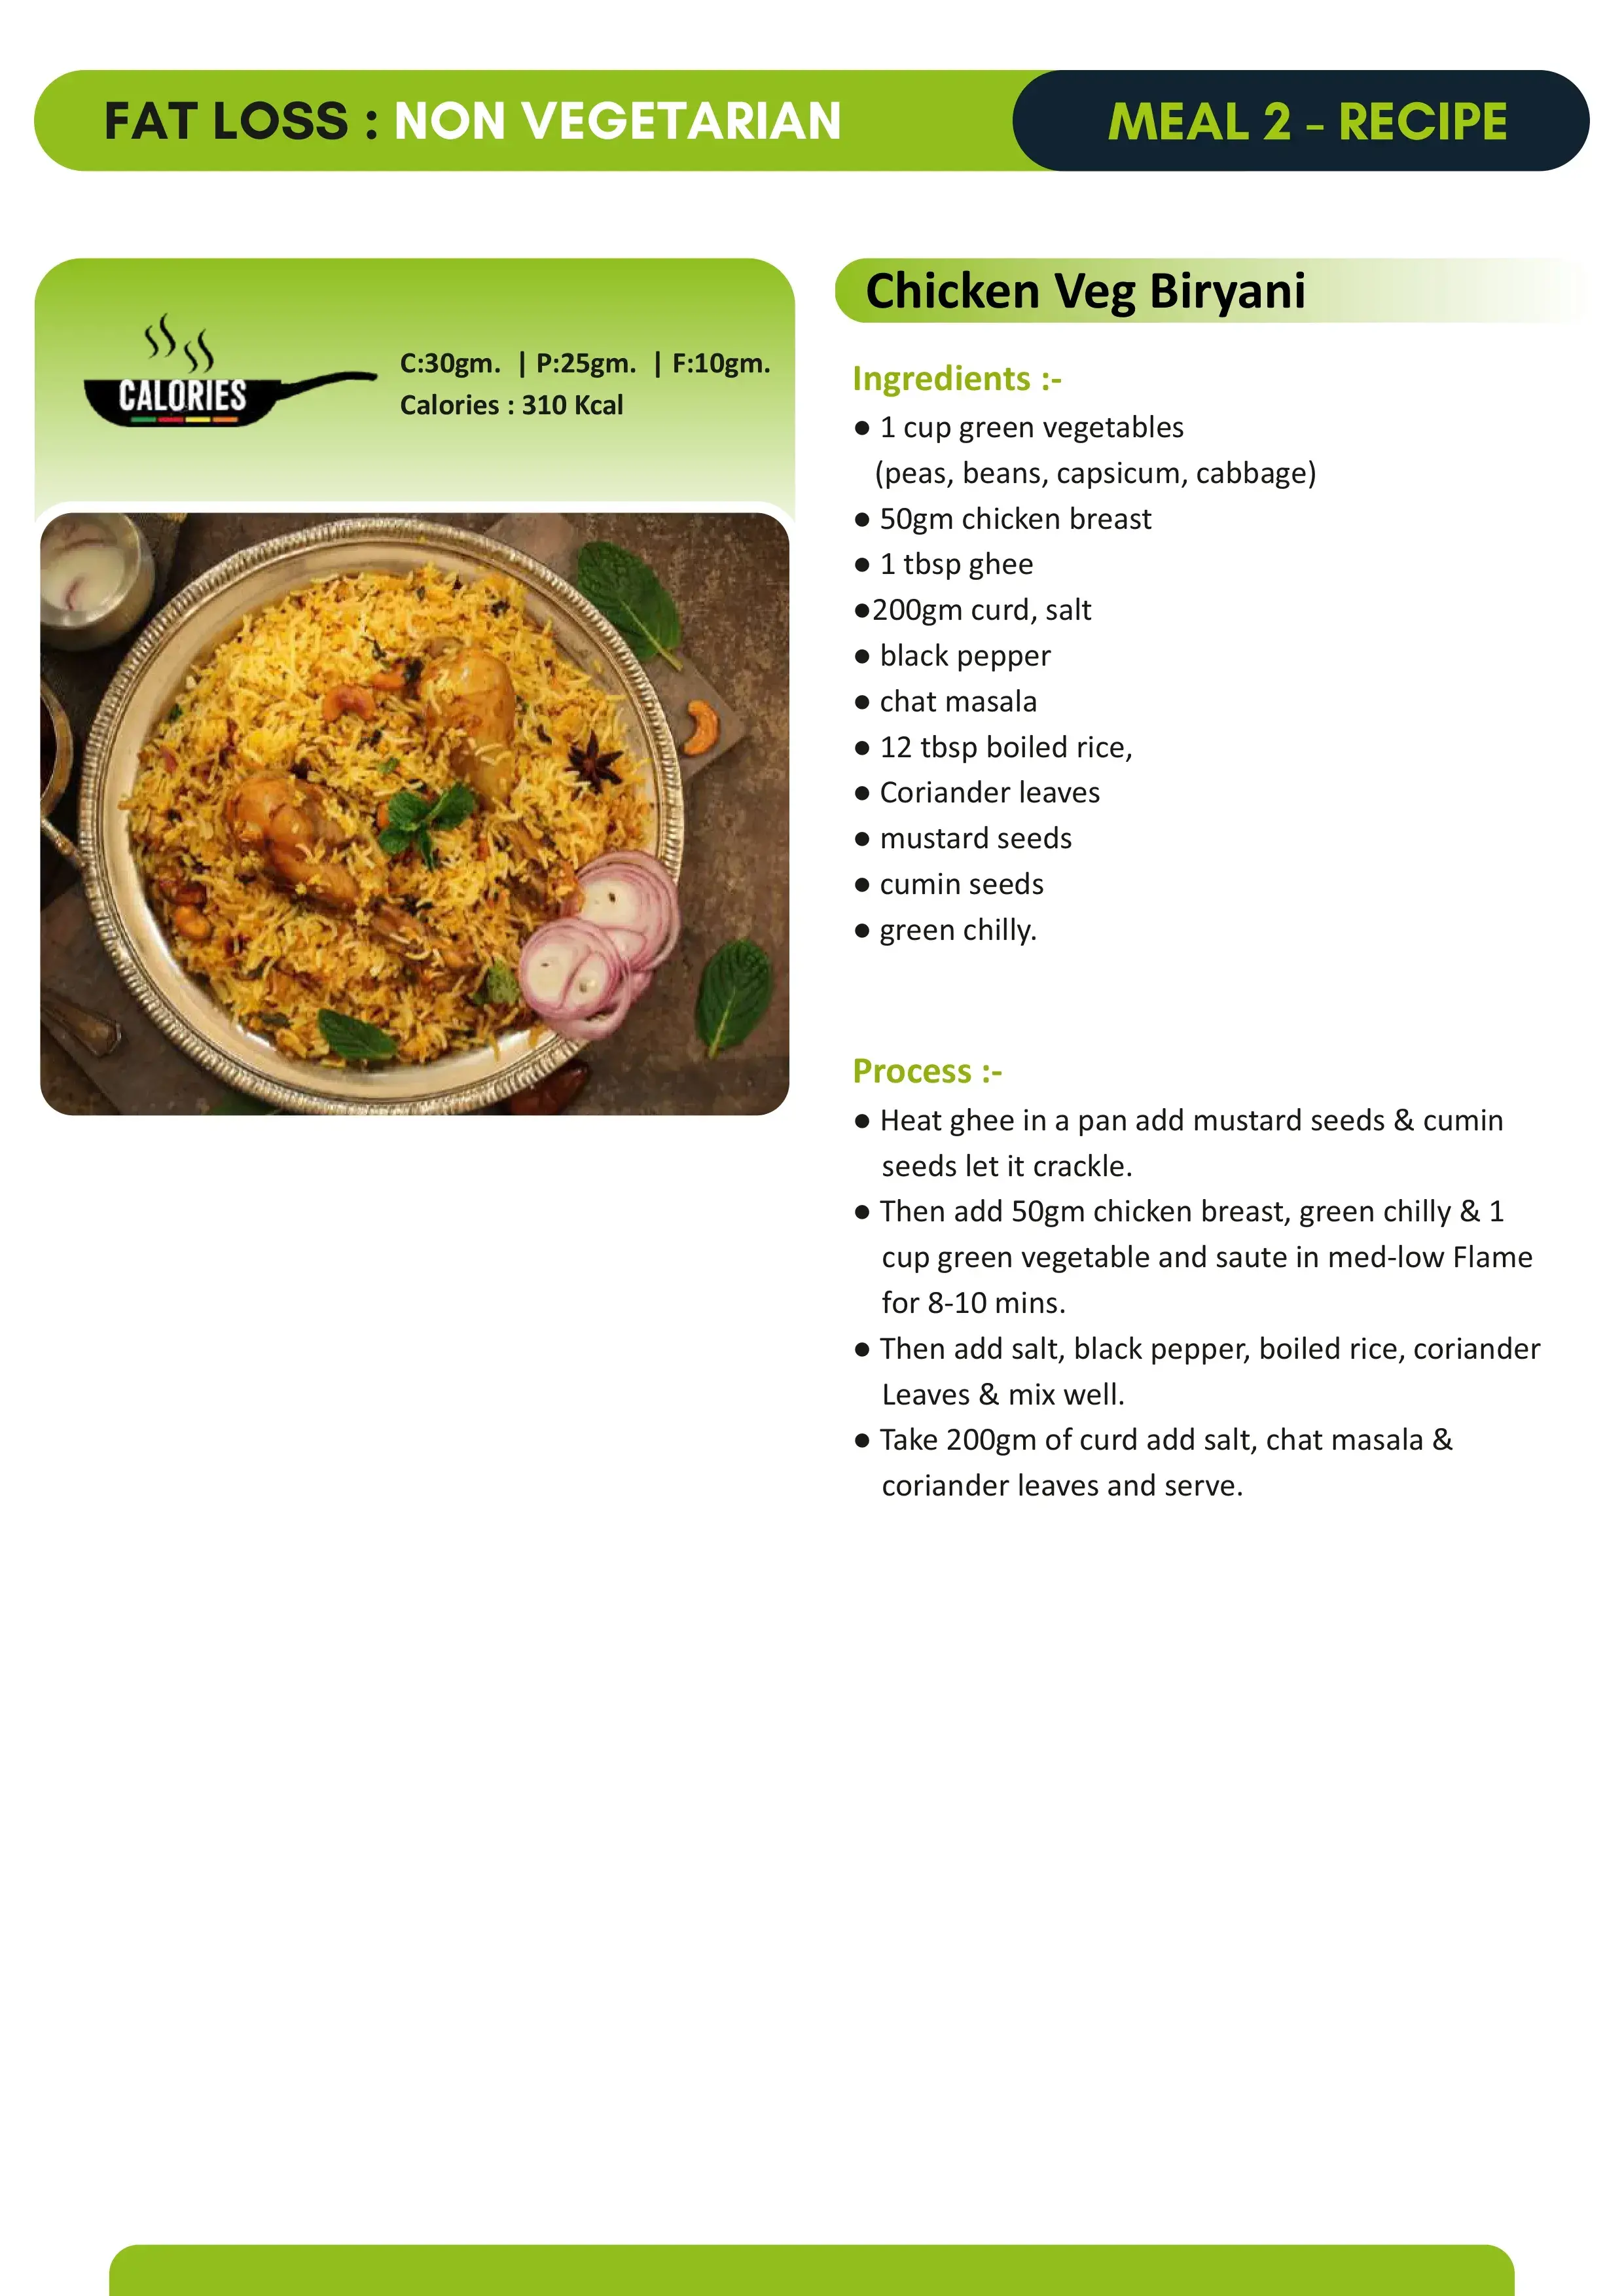 FAT LOSS : NON VEGETARIAN
MEAL 2 - RECIPE
CALORIES
C:30gm. | P:25gm. | F:10gm.
Calories : 310 Kcal
Chicken Veg Biryani
Ingredients :-
● 1 cup green vegetables
(peas, beans, capsicum, cabbage)
● 50gm chicken breast
● 1 tbsp ghee
●200gm curd, salt
● black pepper
● chat masala
● 12 tbsp boiled rice,
● Coriander leaves
● mustard seeds
● cumin seeds
● green chilly.
Process :-
● Heat ghee in a pan add mustard seeds & cumin
seeds let it crackle.
● Then add 50gm chicken breast, green chilly & 1
cup green vegetable and saute in med-low Flame
for 8-10 mins.
● Then add salt, black pepper, boiled rice, coriander
Leaves & mix well.
● Take 200gm of curd add salt, chat masala &
coriander leaves and serve.